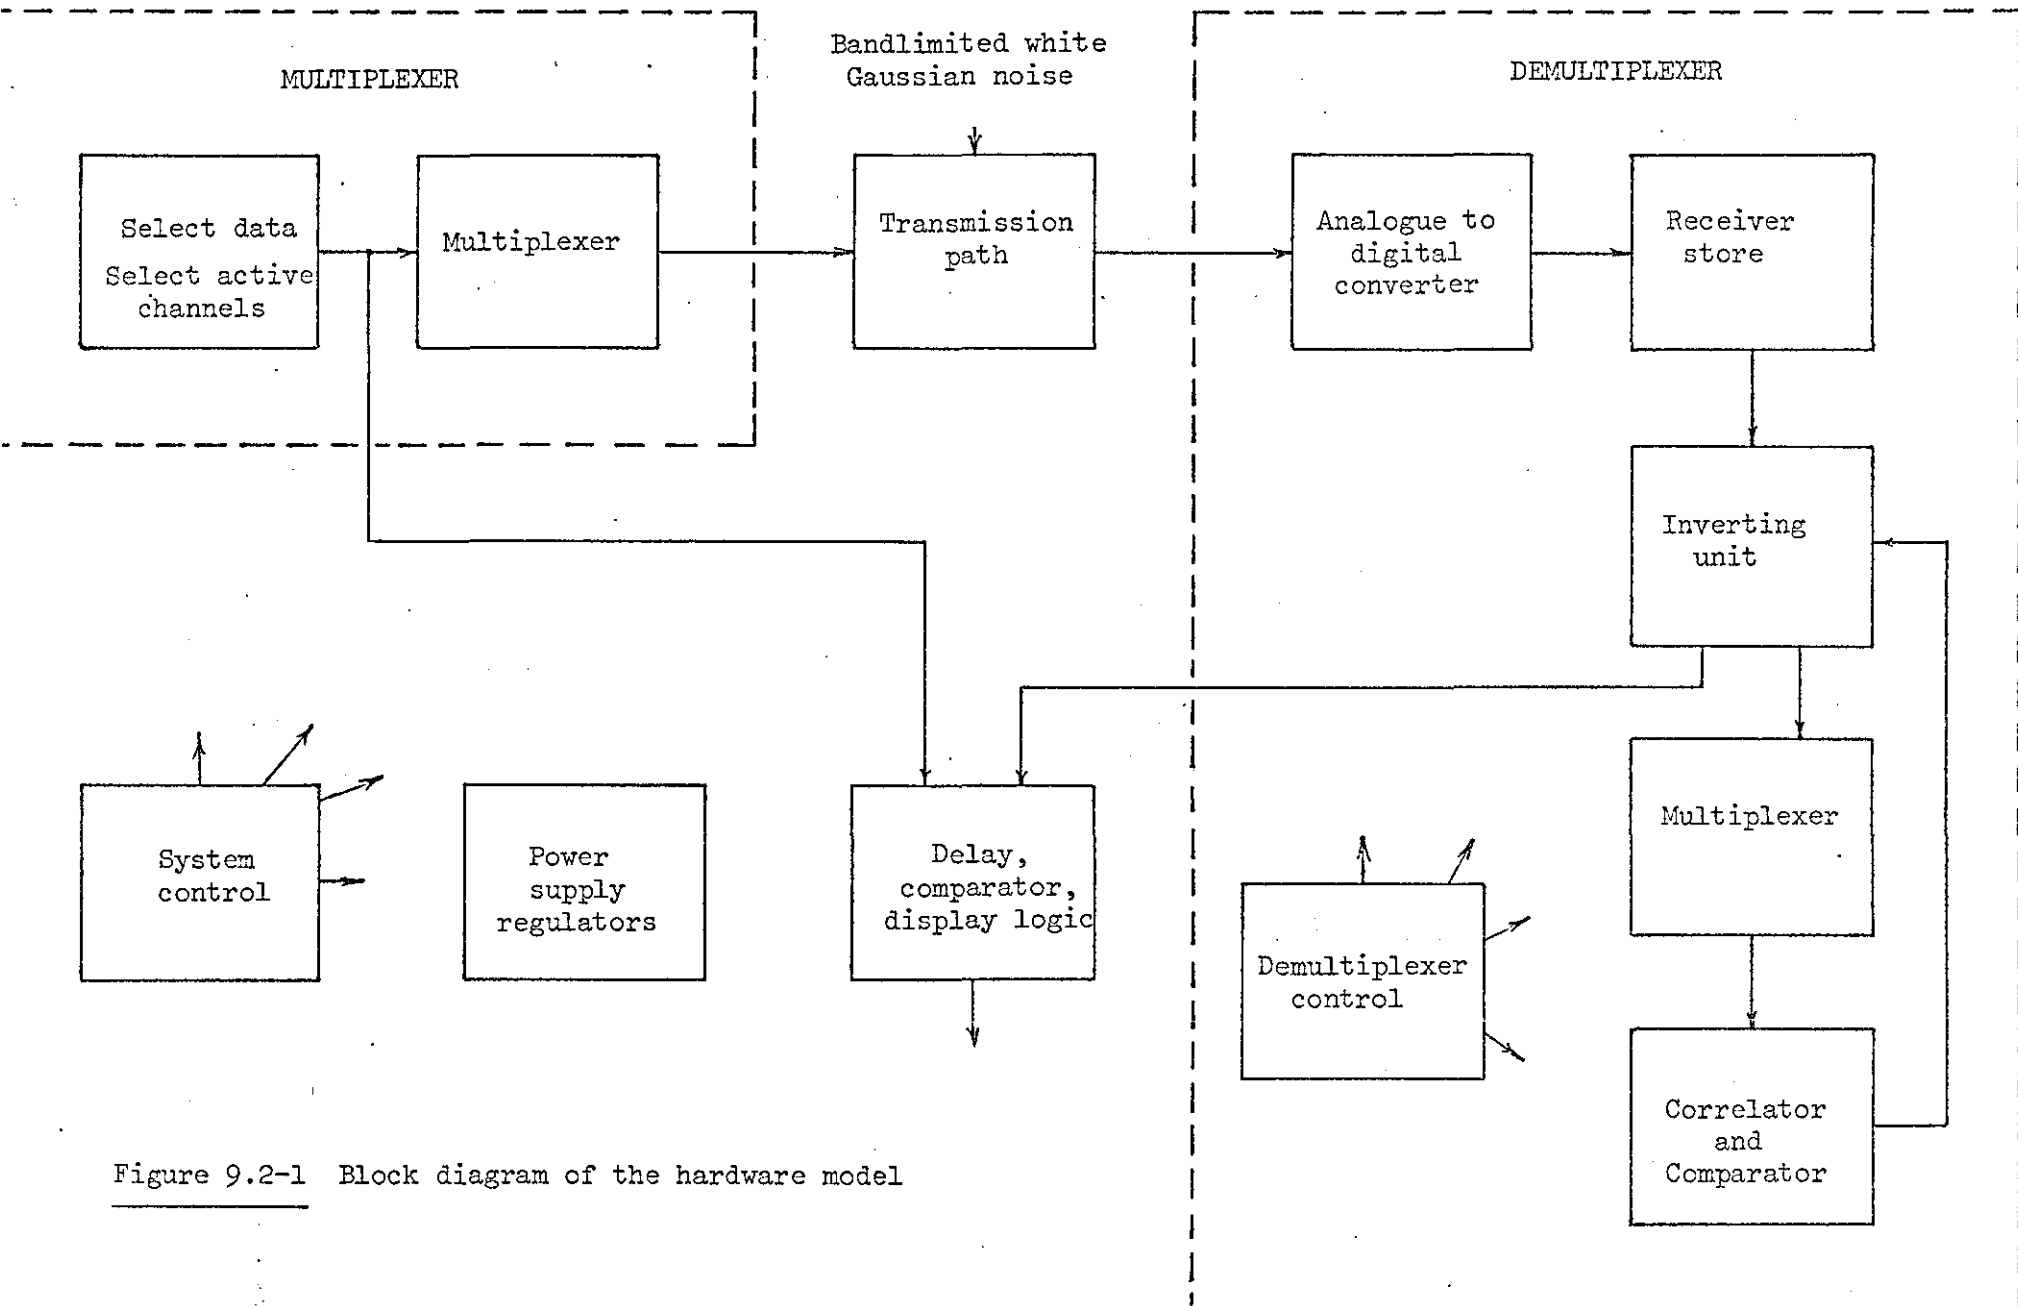 MULTIPLEXER
Bandlimited white
Gaussian noise
DEMULTIPLEXER
Select data
Select active
channels
Multiplexer
Transmission
path
Analogue to
digital
converter
Receiver
store
Inverting
unit
Multiplexer
Correlator
and
Comparator
System
control
Power
supply
regulators
Delay,
comparator,
display logic
Demultiplexer
control
Figure 9.2-1 Block diagram of the hardware model